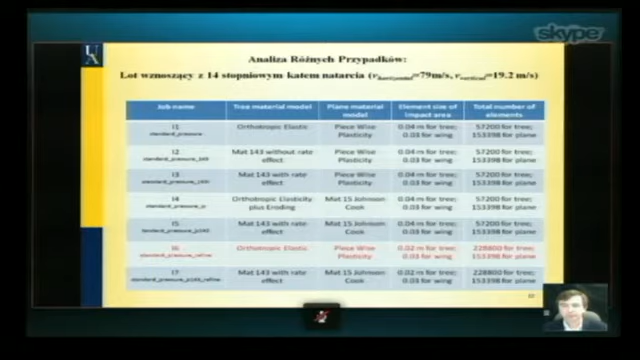 skype
UA
Analiza Różnych Przypadków:
Lot wznoszący z 14 stopniowym katem natarcia (v horizontal=79m/s, v vertical=19.2 m/s)
Job name Tree material model Plane material model Element size of impact area Total number of elements
I1 standard_pressure Orthotropic Elastic Piece Wise Plasticity 0.04 m for tree; 0.03 for wing 57200 for tree; 153398 for plane
I2 Mat 143 without rate effect Piece Wise Plasticity 0.04 m for tree; 0.03 for wing 57200 for tree; 153398 for plane
I3 Mat 143 with rate effect Piece Wise Plasticity 0.04 m for tree; 0.03 for wing 57200 for tree; 153398 for plane
I4 Orthotropic Elasticity plus Eroding Mat 15 Johnson Cook 0.04 m for tree; 0.03 for wing 57200 for tree; 153398 for plane
I5 Mat 143 with rate effect Mat 15 Johnson Cook 0.04 m for tree; 0.03 for wing 57200 for tree; 153398 for plane
I6 standard_pressure_refine Orthotropic Elastic Piece Wise Plasticity 0.02 m for tree; 0.03 for wing 228800 for tree; 153398 for plane
I7 Mat 143 with rate effect Mat 15 Johnson Cook 0.02 m for tree; 0.03 for wing 228800 for tree; 153398 for plane